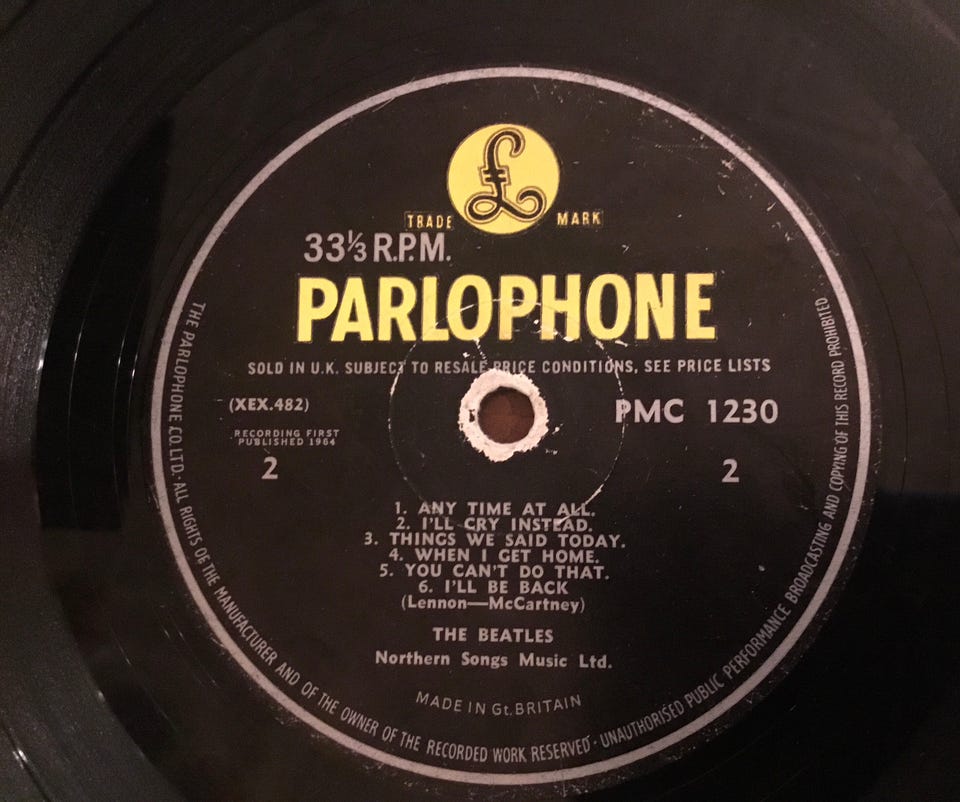 TRADE £ MARK
33⅓ R.P.M.
PARLOPHONE
SOLD IN U.K. SUBJECT TO RESALE PRICE CONDITIONS, SEE PRICE LISTS
(XEX.482)
PMC 1230
RECORDING FIRST
PUBLISHED 1964
2
2
1. ANY TIME AT ALL.
2. I'LL CRY INSTEAD.
3. THINGS WE SAID TODAY.
4. WHEN I GET HOME.
5. YOU CAN'T DO THAT.
6. I'LL BE BACK
(Lennon—McCartney)
THE BEATLES
Northern Songs Music Ltd.
MADE IN Gt. BRITAIN
THE PARLOPHONE CO. LTD. · ALL RIGHTS OF THE MANUFACTURER AND OF THE OWNER OF THE RECORDED WORK RESERVED · UNAUTHORISED PUBLIC PERFORMANCE BROADCASTING AND COPYING OF THIS RECORD PROHIBITED